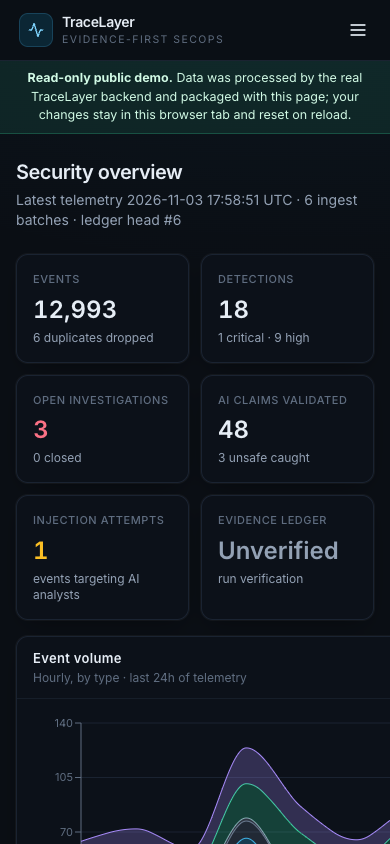 TraceLayer
EVIDENCE-FIRST SECOPS
Read-only public demo. Data was processed by the real
TraceLayer backend and packaged with this page; your
changes stay in this browser tab and reset on reload.
Security overview
Latest telemetry 2026-11-03 17:58:51 UTC · 6 ingest
batches · ledger head #6
EVENTS
12,993
6 duplicates dropped
DETECTIONS
18
1 critical · 9 high
OPEN INVESTIGATIONS
3
0 closed
AI CLAIMS VALIDATED
48
3 unsafe caught
INJECTION ATTEMPTS
1
events targeting AI
analysts
EVIDENCE LEDGER
Unverified
run verification
Event volume
Hourly, by type · last 24h of telemetry
140
105
70